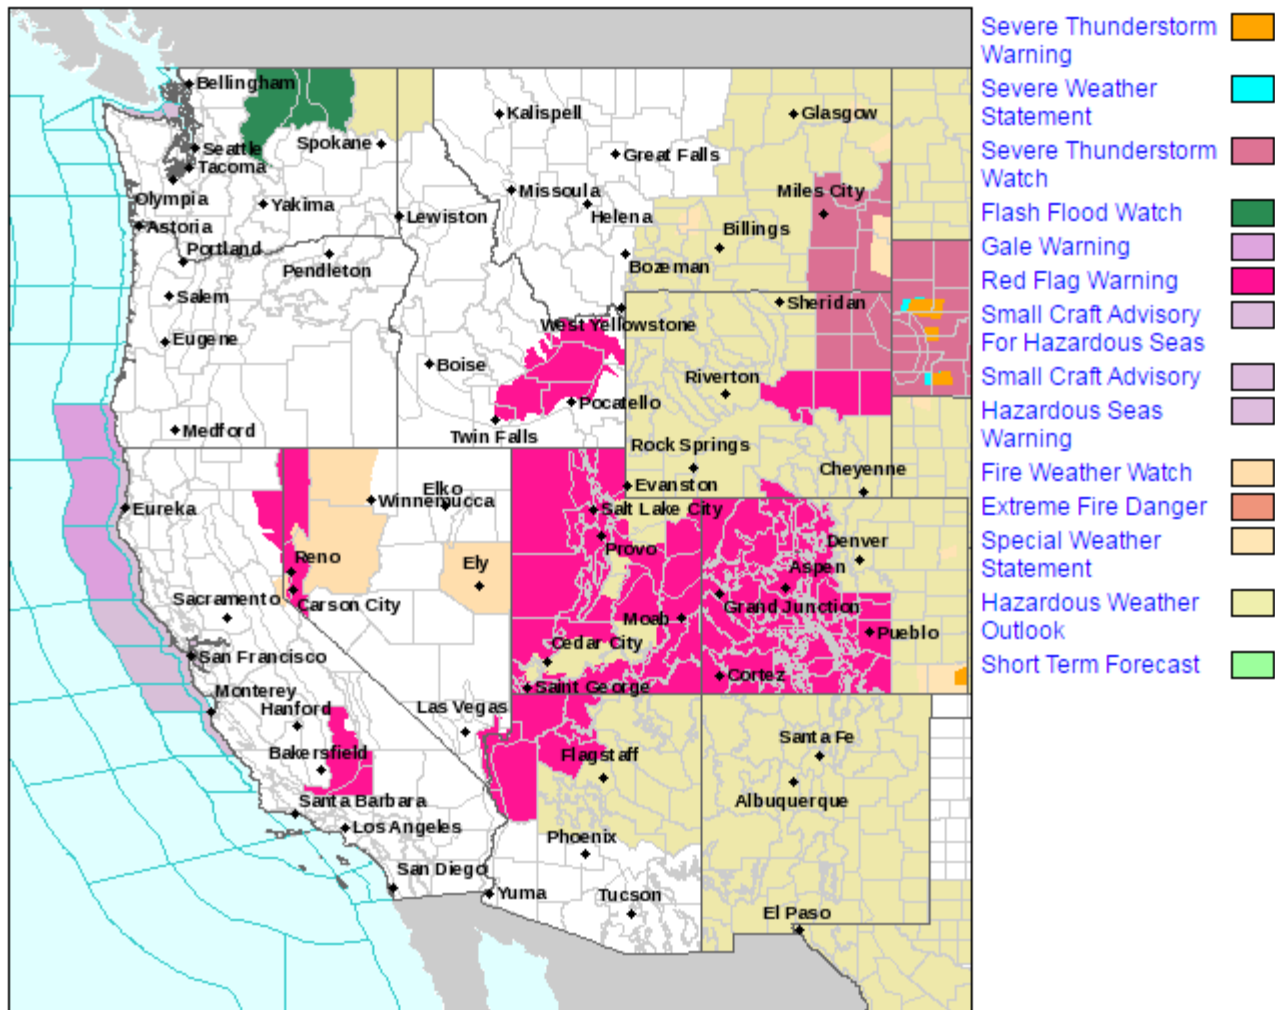 Bellingham
Kalispell
Glasgow
Seattle
Spokane
Great Falls
Tacoma
Olympia
Yakima
Missoula
Miles City
Astoria
Lewiston
Helena
Billings
Portland
Pendleton
Bozeman
Salem
Sheridan
West Yellowstone
Eugene
Boise
Riverton
Pocatello
Medford
Twin Falls
Rock Springs
Cheyenne
Elko
Evanston
Winnemucca
Eureka
Salt Lake City
Reno
Provo
Denver
Ely
Aspen
Sacramento
Carson City
Grand Junction
Moab
Pueblo
San Francisco
Cedar City
Cortez
Monterey
Saint George
Hanford
Las Vegas
Santa Fe
Bakersfield
Flagstaff
Santa Barbara
Albuquerque
Los Angeles
Phoenix
San Diego
Yuma
Tucson
El Paso
Severe Thunderstorm
Warning
Severe Weather
Statement
Severe Thunderstorm
Watch
Flash Flood Watch
Gale Warning
Red Flag Warning
Small Craft Advisory
For Hazardous Seas
Small Craft Advisory
Hazardous Seas
Warning
Fire Weather Watch
Extreme Fire Danger
Special Weather
Statement
Hazardous Weather
Outlook
Short Term Forecast